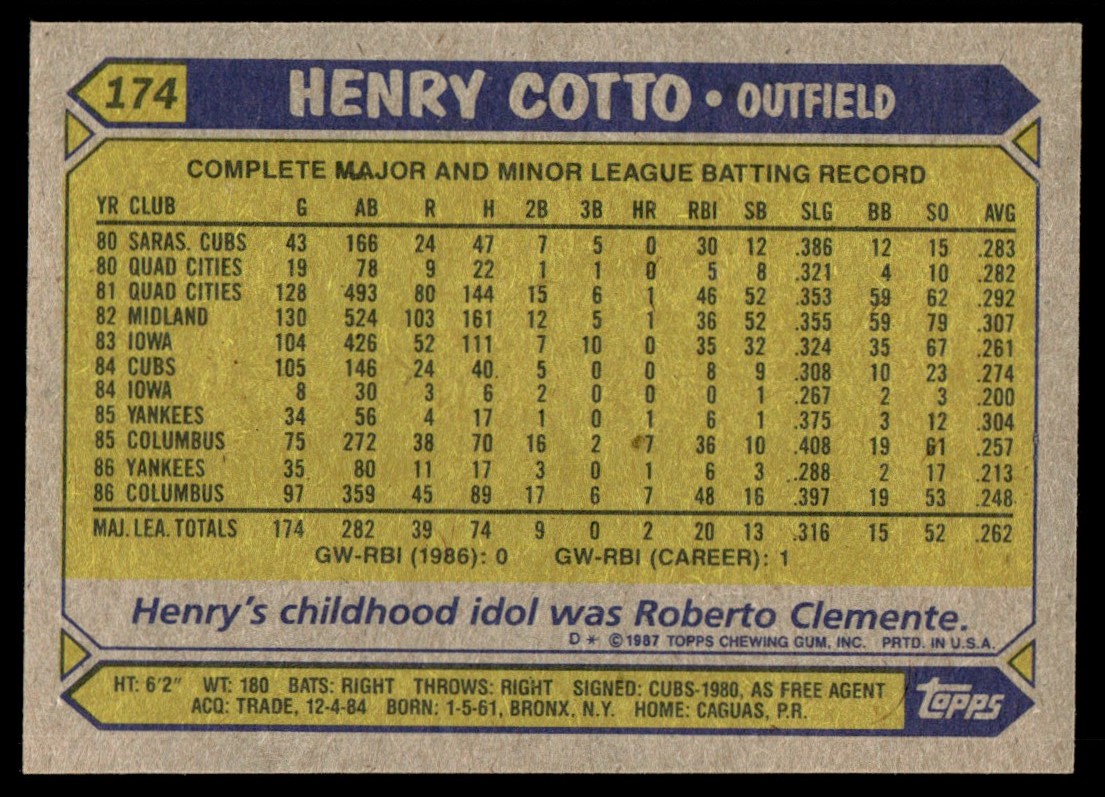 174 HENRY COTTO • OUTFIELD
COMPLETE MAJOR AND MINOR LEAGUE BATTING RECORD
YR CLUB G AB R H 2B 3B HR RBI SB SLG BB SO AVG
80 SARAS. CUBS 43 166 24 47 7 5 0 30 12 .386 12 15 .283
80 QUAD CITIES 19 78 9 22 1 1 0 5 8 .321 4 10 .282
81 QUAD CITIES 128 493 80 144 15 6 1 46 52 .353 59 62 .292
82 MIDLAND 130 524 103 161 12 5 1 36 52 .355 59 79 .307
83 IOWA 104 426 52 111 7 10 0 35 32 .324 35 67 .261
84 CUBS 105 146 24 40 5 0 0 8 9 .308 10 23 .274
84 IOWA 8 30 3 6 2 0 0 0 1 .267 2 3 .200
85 YANKEES 34 56 4 17 1 0 1 6 1 .375 3 12 .304
85 COLUMBUS 75 272 38 70 16 2 7 36 10 .408 19 61 .257
86 YANKEES 35 80 11 17 3 0 1 6 3 .288 2 17 .213
86 COLUMBUS 97 359 45 89 17 6 7 48 16 .397 19 53 .248
MAJ. LEA. TOTALS 174 282 39 74 9 0 2 20 13 .316 15 52 .262
GW-RBI (1986): 0 GW-RBI (CAREER): 1
Henry's childhood idol was Roberto Clemente.
D * ©1987 TOPPS CHEWING GUM, INC. PRTD. IN U.S.A.
HT: 6'2" WT: 180 BATS: RIGHT THROWS: RIGHT SIGNED: CUBS-1980, AS FREE AGENT
ACQ: TRADE, 12-4-84 BORN: 1-5-61, BRONX, N.Y. HOME: CAGUAS, P.R.
topps